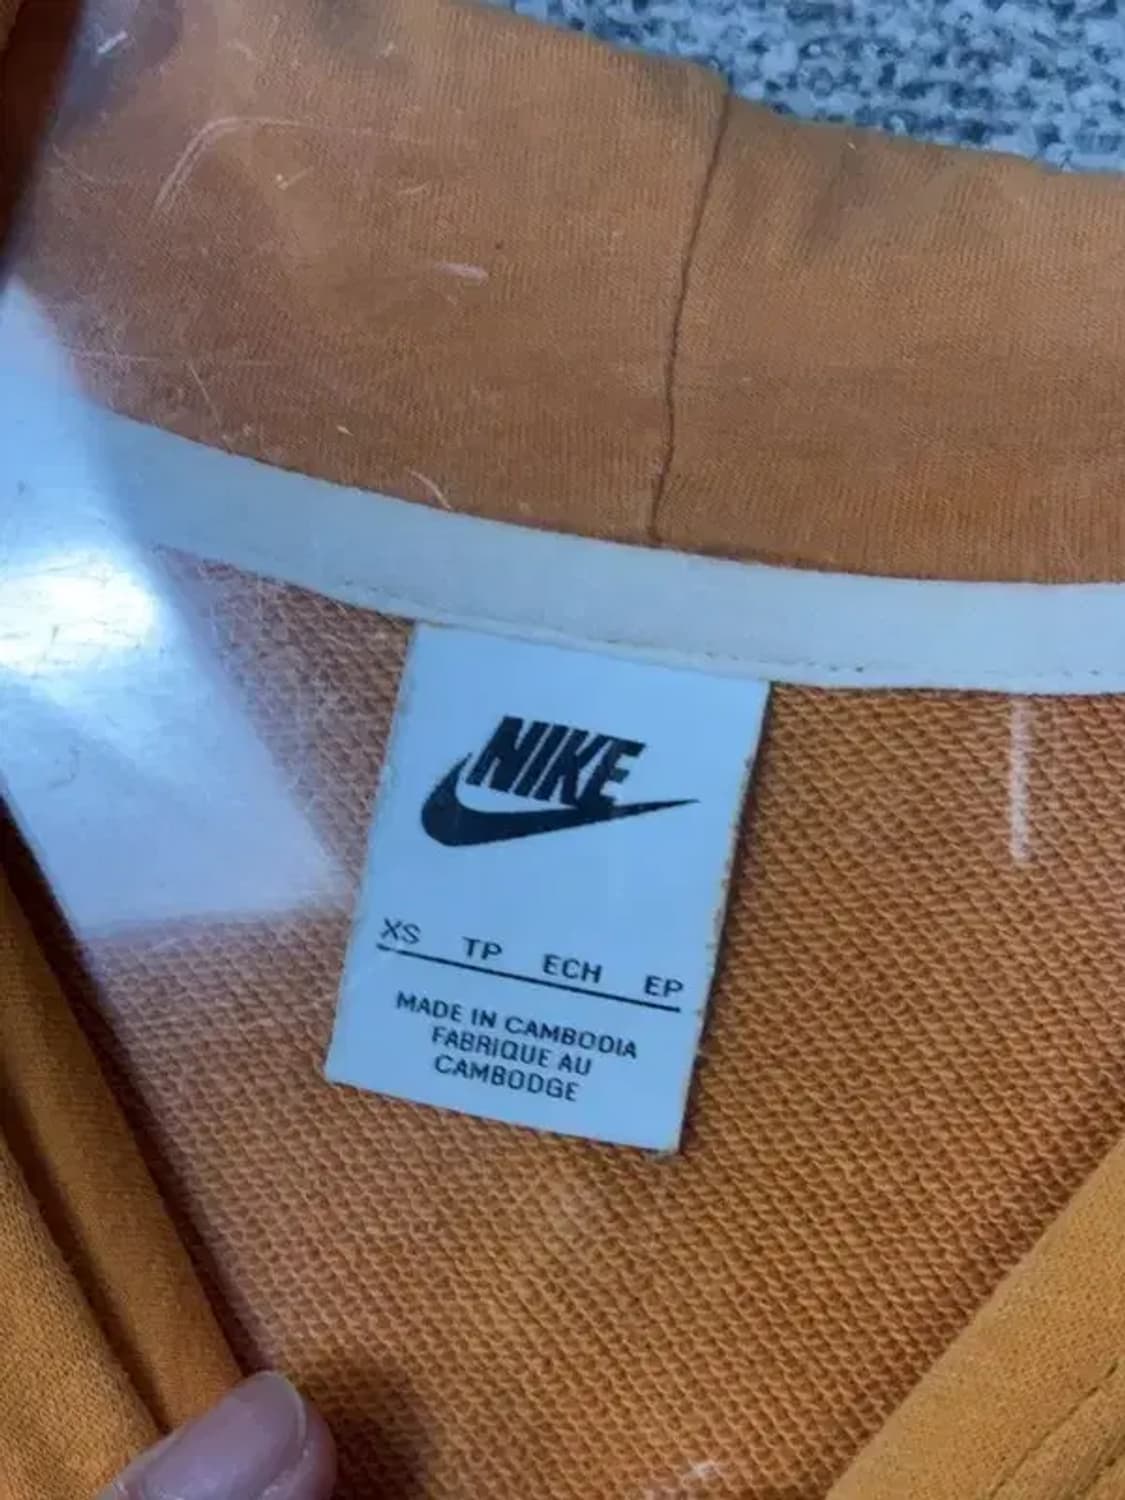 NIKE
XS TP ECH EP
MADE IN CAMBODIA
FABRIQUE AU
CAMBODGE